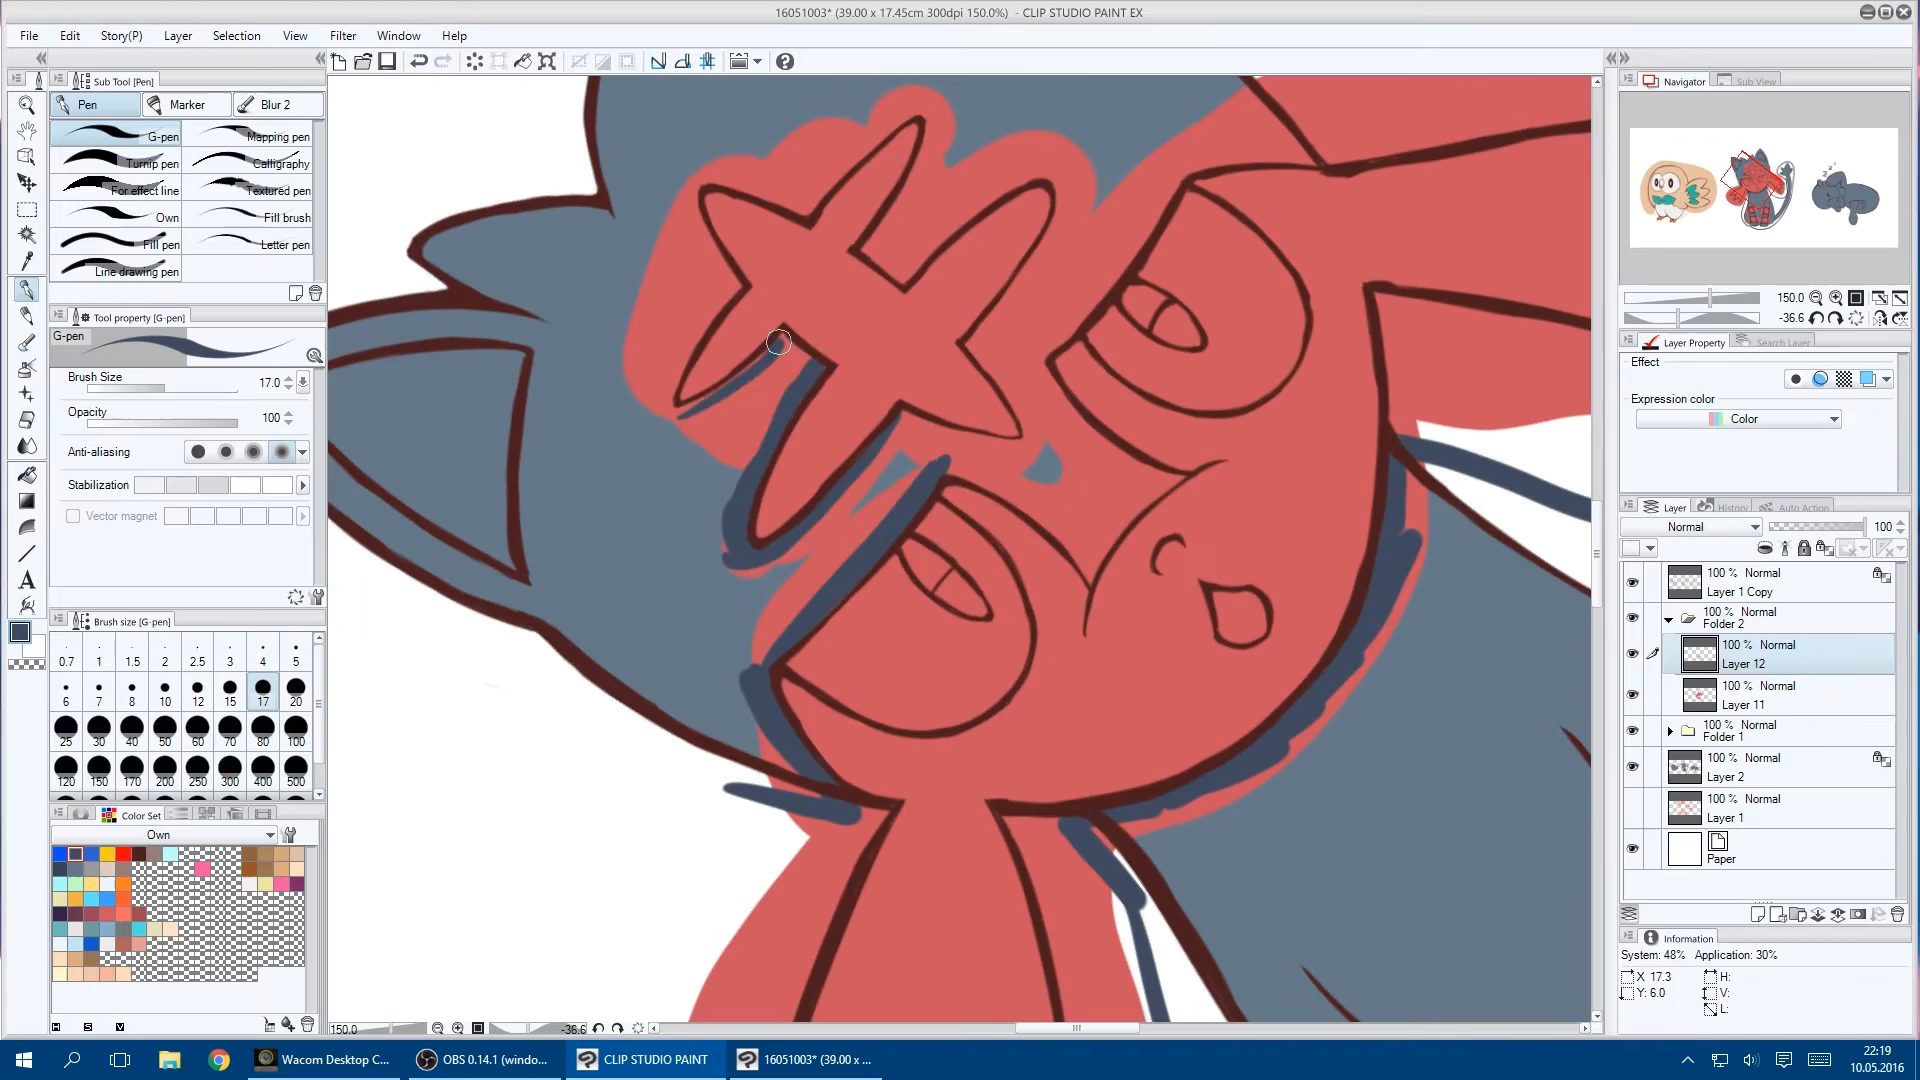 16051003* (39.00 x 17.45cm 300dpi 150.0%)  - CLIP STUDIO PAINT EX
File Edit Story(P) Layer Selection View Filter Window Help
Sub Tool [Pen]
Pen Marker Blur 2
G-pen Mapping pen
Turnip pen Calligraphy
For effect line Textured pen
Own Fill brush
Fill pen Letter pen
Line drawing pen
Tool property [G-pen]
G-pen
Brush Size 17.0
Opacity 100
Anti-aliasing
Stabilization
Vector magnet
A
Brush size [G-pen]
0.7 1 1.5 2 2.5 3 4 5
6 7 8 10 12 15 17 20
25 30 40 50 60 70 80 100
120 150 170 200 250 300 400 500
Color Set
Own
H S V
150.0 -36.6
Navigator Sub View
z z z
150.0
-36.6
Layer Property Search Layer
Effect
Expression color
Color
Layer History Auto Action
Normal 100
100 % Normal
Layer 1 Copy
100 % Normal
Folder 2
100 % Normal
Layer 12
100 % Normal
Layer 11
100 % Normal
Folder 1
100 % Normal
Layer 2
100 % Normal
Layer 1
Paper
Information
System: 48% Application: 30%
X 17.3 H:
Y: 6.0 V:
L:
Wacom Desktop C... OBS 0.14.1 (windo... CLIP STUDIO PAINT 16051003* (39.00 x ...
22:19
10.05.2016